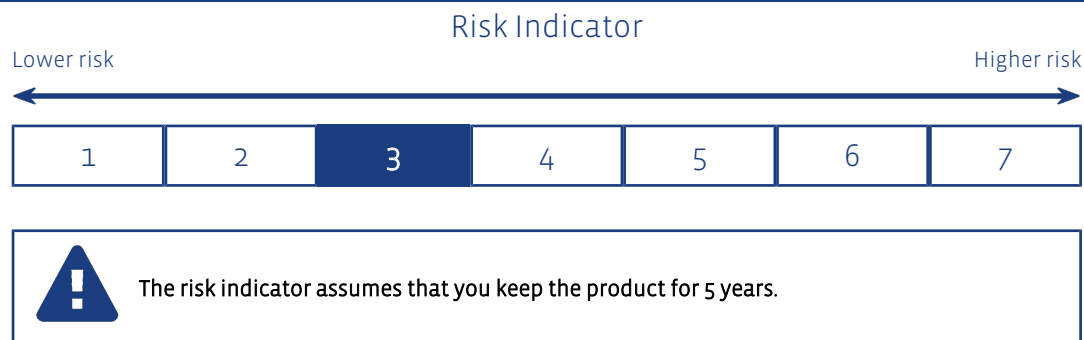 Risk Indicator
Lower risk Higher risk
1 2 3 4 5 6 7
The risk indicator assumes that you keep the product for 5 years.